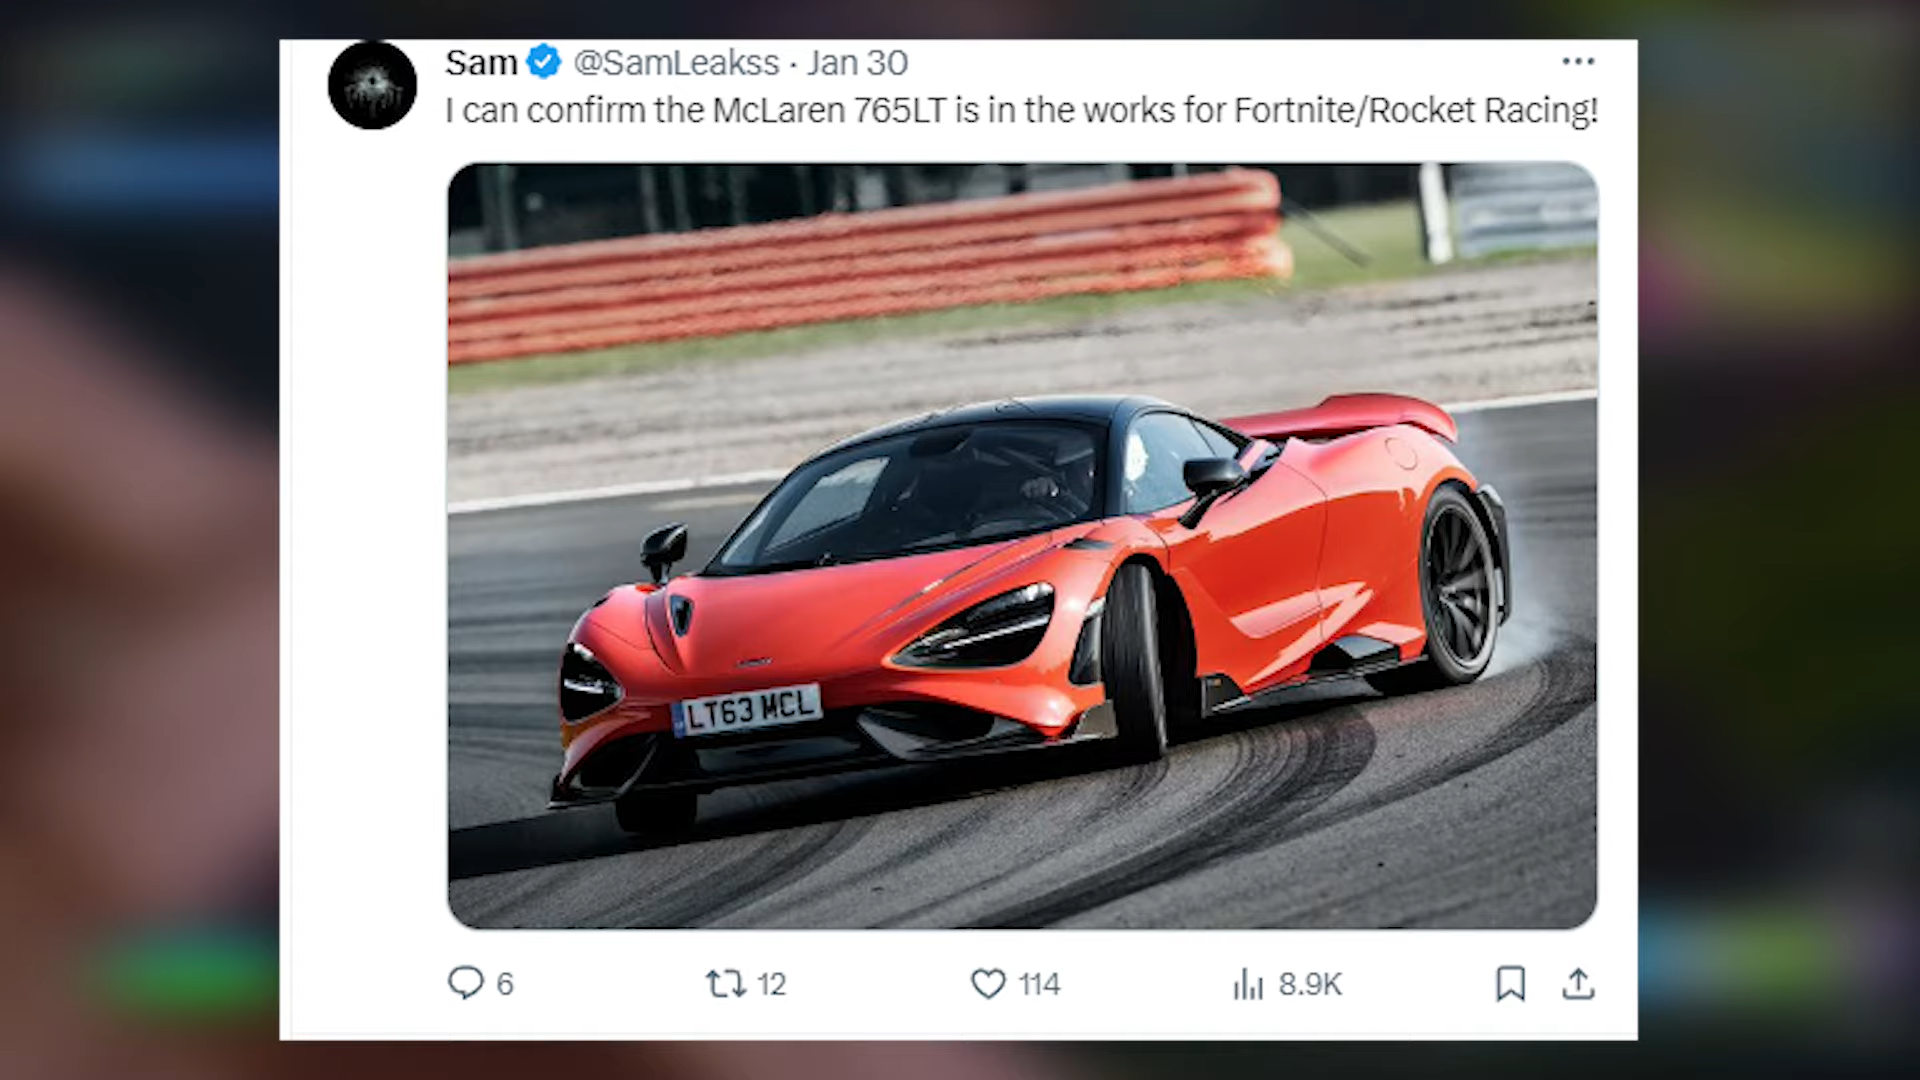 Sam @SamLeakss · Jan 30
I can confirm the McLaren 765LT is in the works for Fortnite/Rocket Racing!
LT63 MCL
6 12 114 8.9K